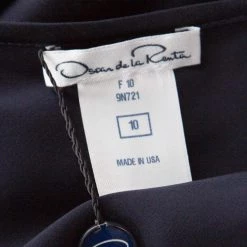 Oscar de la Renta
F 10
9N721
10
MADE IN USA